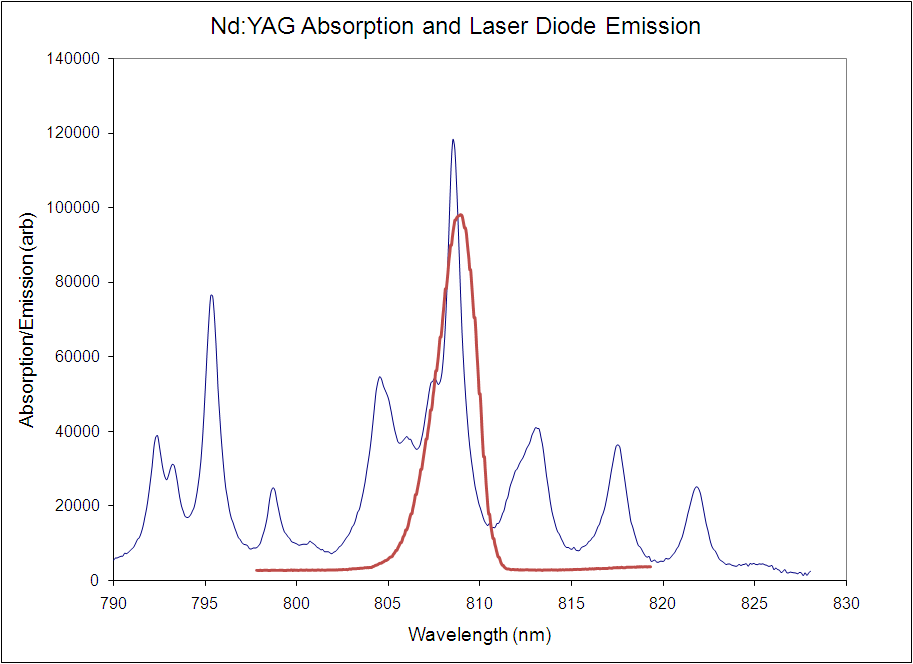 Nd:YAG Absorption and Laser Diode Emission
140000
120000
100000
80000
60000
40000
20000
0
Absorption/Emission (arb)
790 795 800 805 810 815 820 825 830
Wavelength (nm)